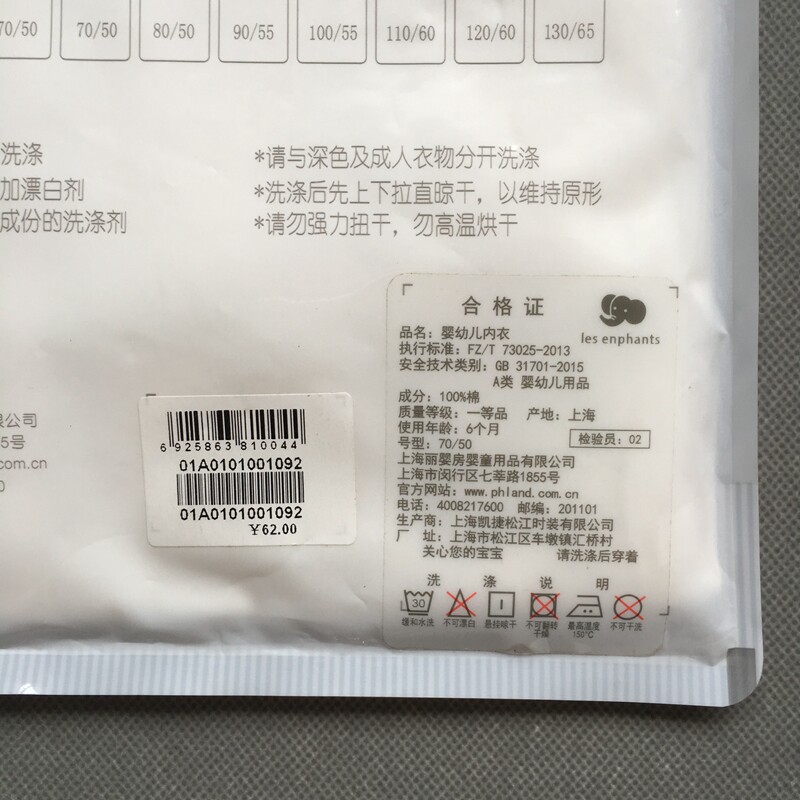 70/50 70/50 80/50 90/55 100/55 110/60 120/60 130/65
洗涤
加漂白剂
成份的洗涤剂
*请与深色及成人衣物分开洗涤
*洗涤后先上下拉直晾干，以维持原形
*请勿强力扭干，勿高温烘干
限公司
5号
com.cn
0
6 925863 810044
01A0101001092
01A0101001092
¥62.00
合格证
les enphants
品名：婴幼儿内衣
执行标准：FZ/T 73025-2013
安全技术类别：GB 31701-2015
A类 婴幼儿用品
成分：100%棉
质量等级：一等品 产地：上海
使用年龄：6个月
检验员：02
号型：70/50
上海丽婴房婴童用品有限公司
上海市闵行区七莘路1855号
官方网站：www.phland.com.cn
电话：4008217600 邮编：201101
生产商：上海凯捷松江时装有限公司
厂 址：上海市松江区车墩镇汇桥村
关心您的宝宝 请洗涤后穿着
洗涤说明
30
缓和水洗 不可漂白 悬挂晾干 不可翻转干燥 最高温度150℃ 不可干洗